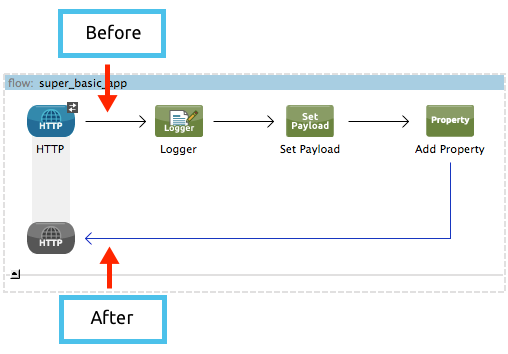 Before
flow: super_basic_app
HTTP
Logger
Set
Payload
Property
HTTP
Logger
Set Payload
Add Property
HTTP
After